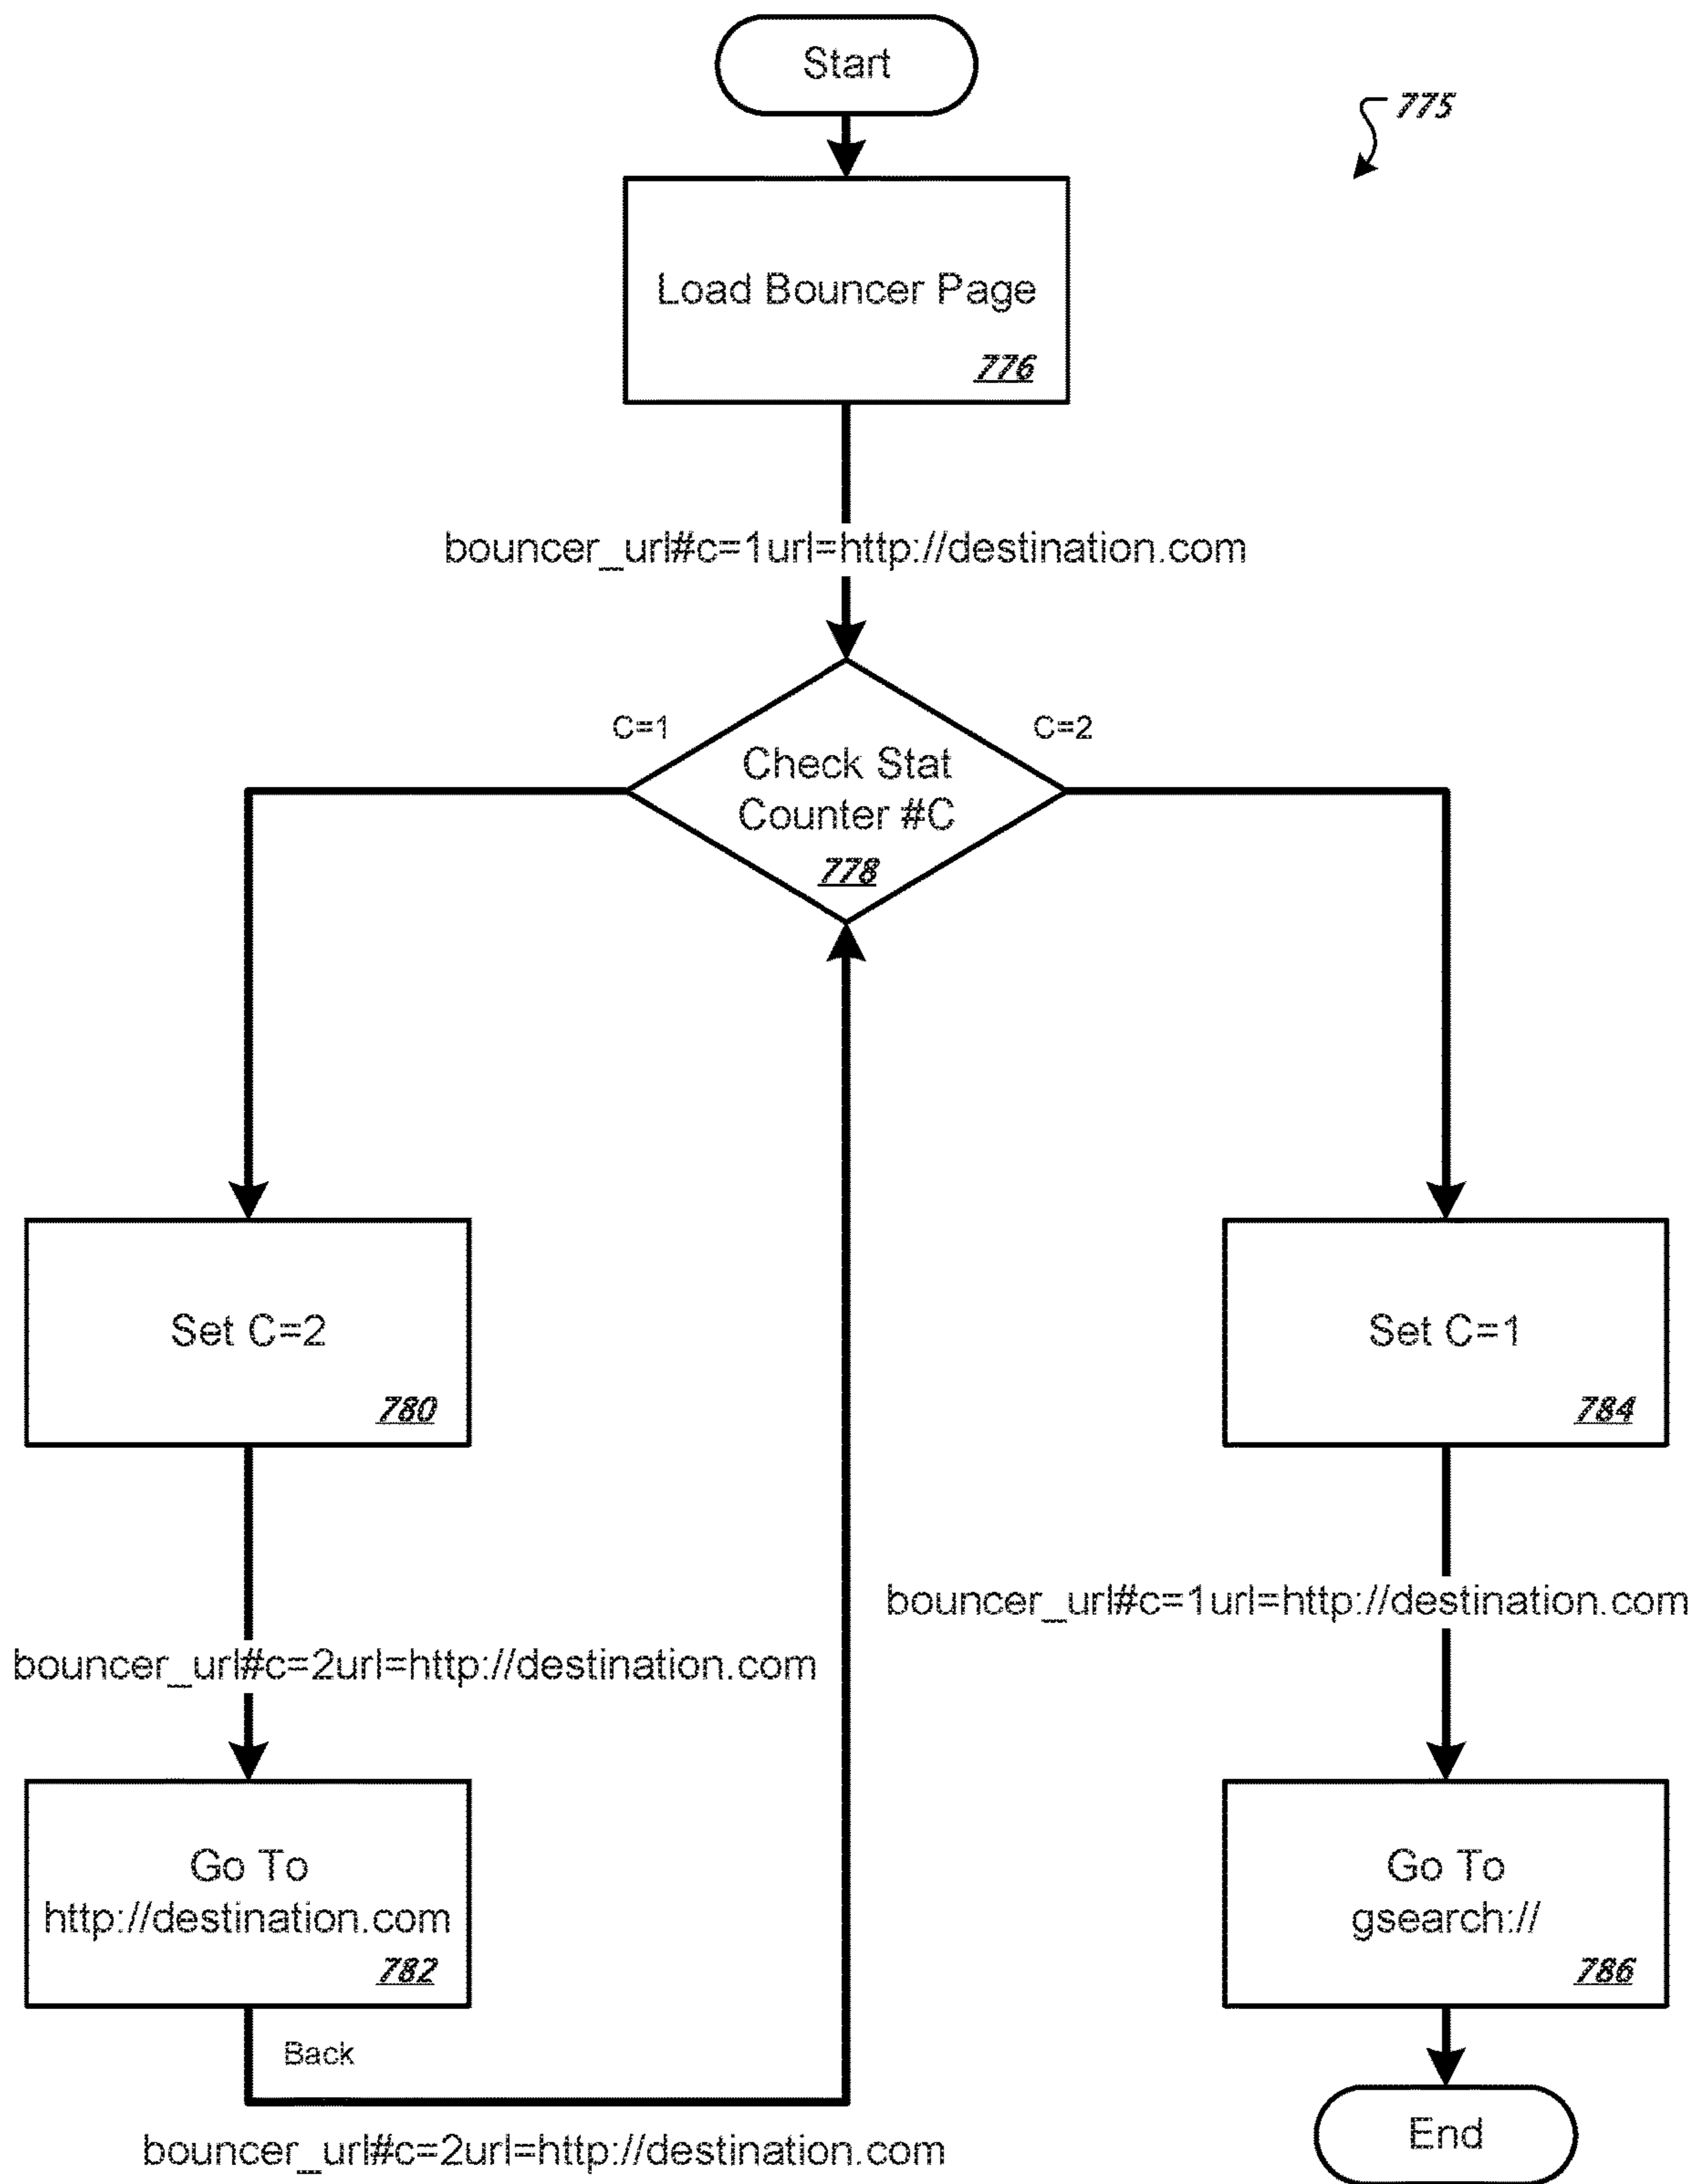 Start
775
Load Bouncer Page
776
bouncer_url#c=1url=http://destination.com
C=1
C=2
Check Stat
Counter #C
778
Set C=2
780
Set C=1
784
bouncer_url#c=1url=http://destination.com
bouncer_url#c=2url=http://destination.com
Go To
http://destination.com
782
Go To
gsearch://
786
Back
bouncer_url#c=2url=http://destination.com
End